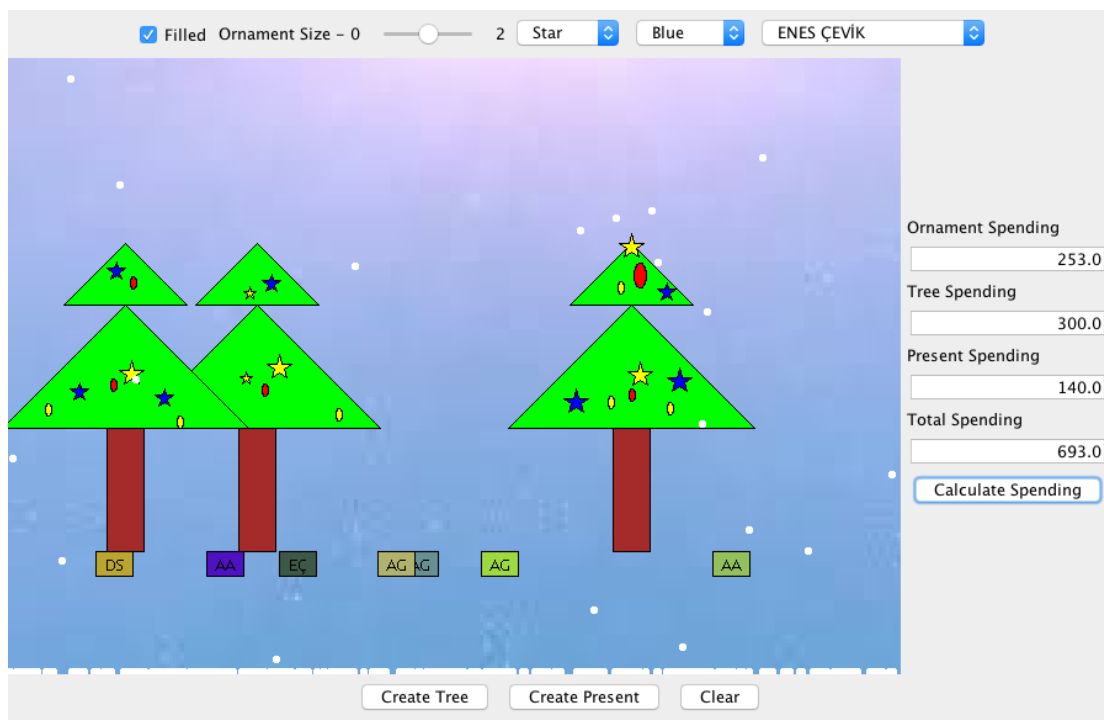 Filled Ornament Size – 0 2 Star Blue ENES ÇEVİK
Ornament Spending
253.0
Tree Spending
300.0
Present Spending
140.0
Total Spending
693.0
Calculate Spending
DS AA EÇ AG AG AG AA
Create Tree Create Present Clear